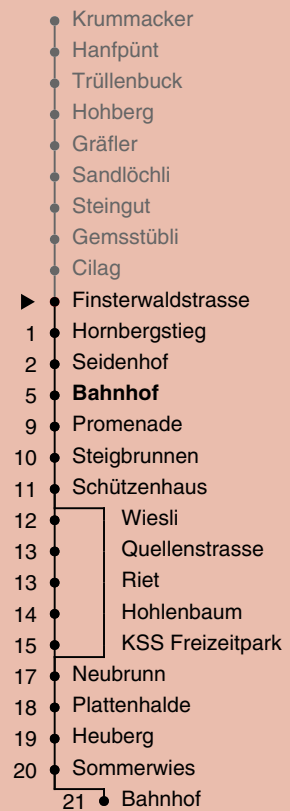 Krummacker
Hanfpünt
Trüllenbuck
Hohberg
Gräfler
Sandlöchli
Steingut
Gemsstübli
Cilag
Finsterwaldstrasse
1 Hornbergstieg
2 Seidenhof
5 Bahnhof
9 Promenade
10 Steigbrunnen
11 Schützenhaus
12 Wiesli
13 Quellenstrasse
13 Riet
14 Hohlenbaum
15 KSS Freizeitpark
17 Neubrunn
18 Plattenhalde
19 Heuberg
20 Sommerwies
21 Bahnhof